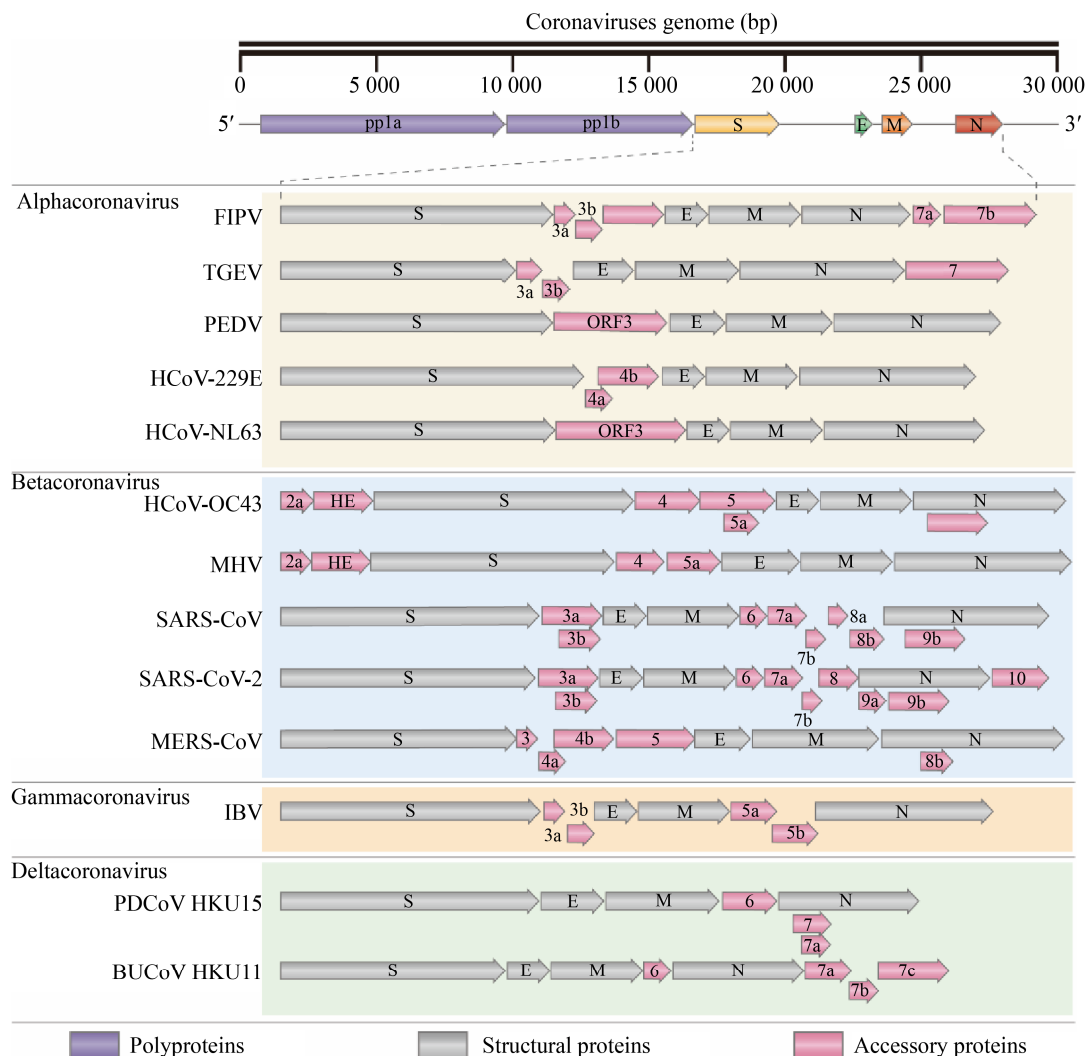 Coronaviruses genome (bp)
0 5 000 10 000 15 000 20 000 25 000 30 000
5′ pp1a pp1b S E M N 3′
Alphacoronavirus
FIPV S 3a 3b E M N 7a 7b
TGEV S 3a 3b E M N 7
PEDV S ORF3 E M N
HCoV-229E S 4a 4b E M N
HCoV-NL63 S ORF3 E M N
Betacoronavirus
HCoV-OC43 2a HE S 4 5 5a E M N
MHV 2a HE S 4 5a E M N
SARS-CoV S 3a 3b E M 6 7a 7b 8a 8b N 9b
SARS-CoV-2 S 3a 3b E M 6 7a 7b 8 9a N 9b 10
MERS-CoV S 3 4a 4b 5 E M N 8b
Gammacoronavirus
IBV S 3a 3b E M 5a 5b N
Deltacoronavirus
PDCoV HKU15 S E M 6 N
7
7a
BUCoV HKU11 S E M 6 N 7a 7b 7c
Polyproteins Structural proteins Accessory proteins